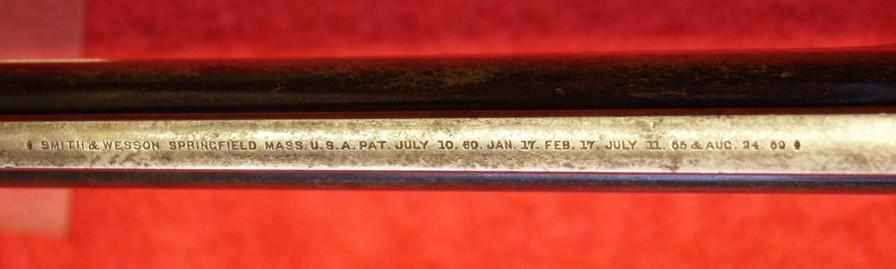 SMITH & WESSON SPRINGFIELD MASS. U.S.A. PAT. JULY 10. 60. JAN. 17. FEB. 17 JULY 11. 65 & AUG. 24 69